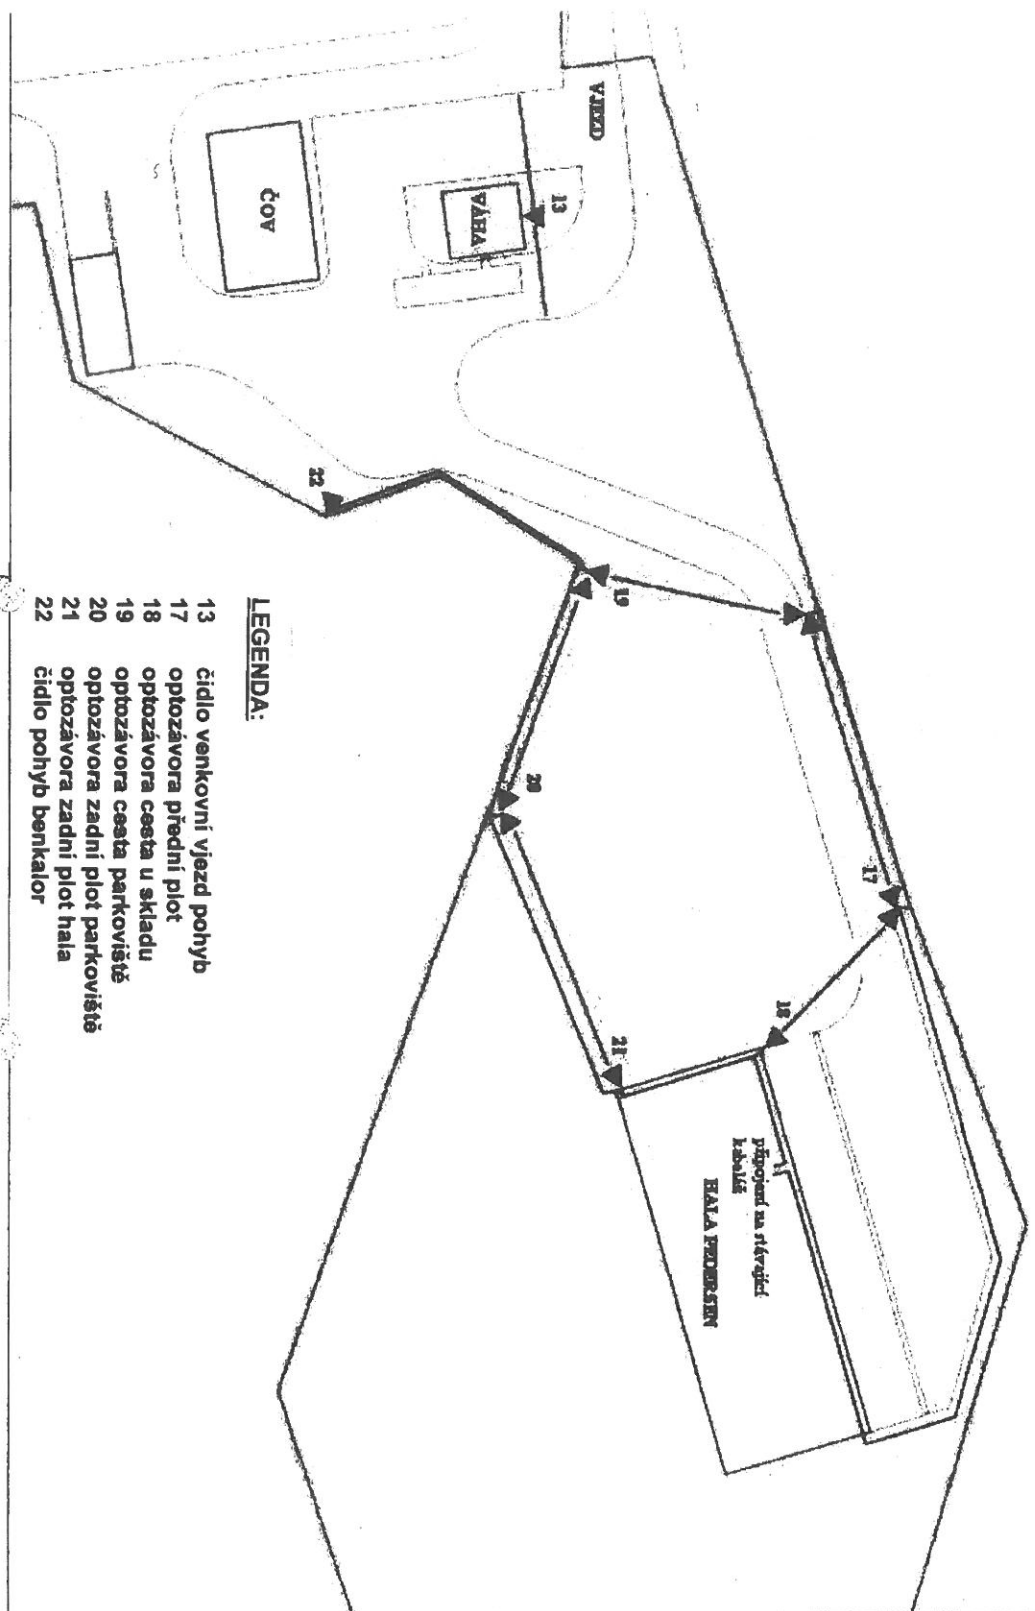 VJEZD
13
VÁHA
ČOV
22
19
20
17
18
21
připojení na stávající
kabeláž
HALA PEDERSEN
LEGENDA:
13 čidlo venkovní vjezd pohyb
17 optozávora přední plot
18 optozávora cesta u skladu
19 optozávora cesta parkoviště
20 optozávora zadní plot parkoviště
21 optozávora zadní plot hala
22 čidlo pohyb benkalor